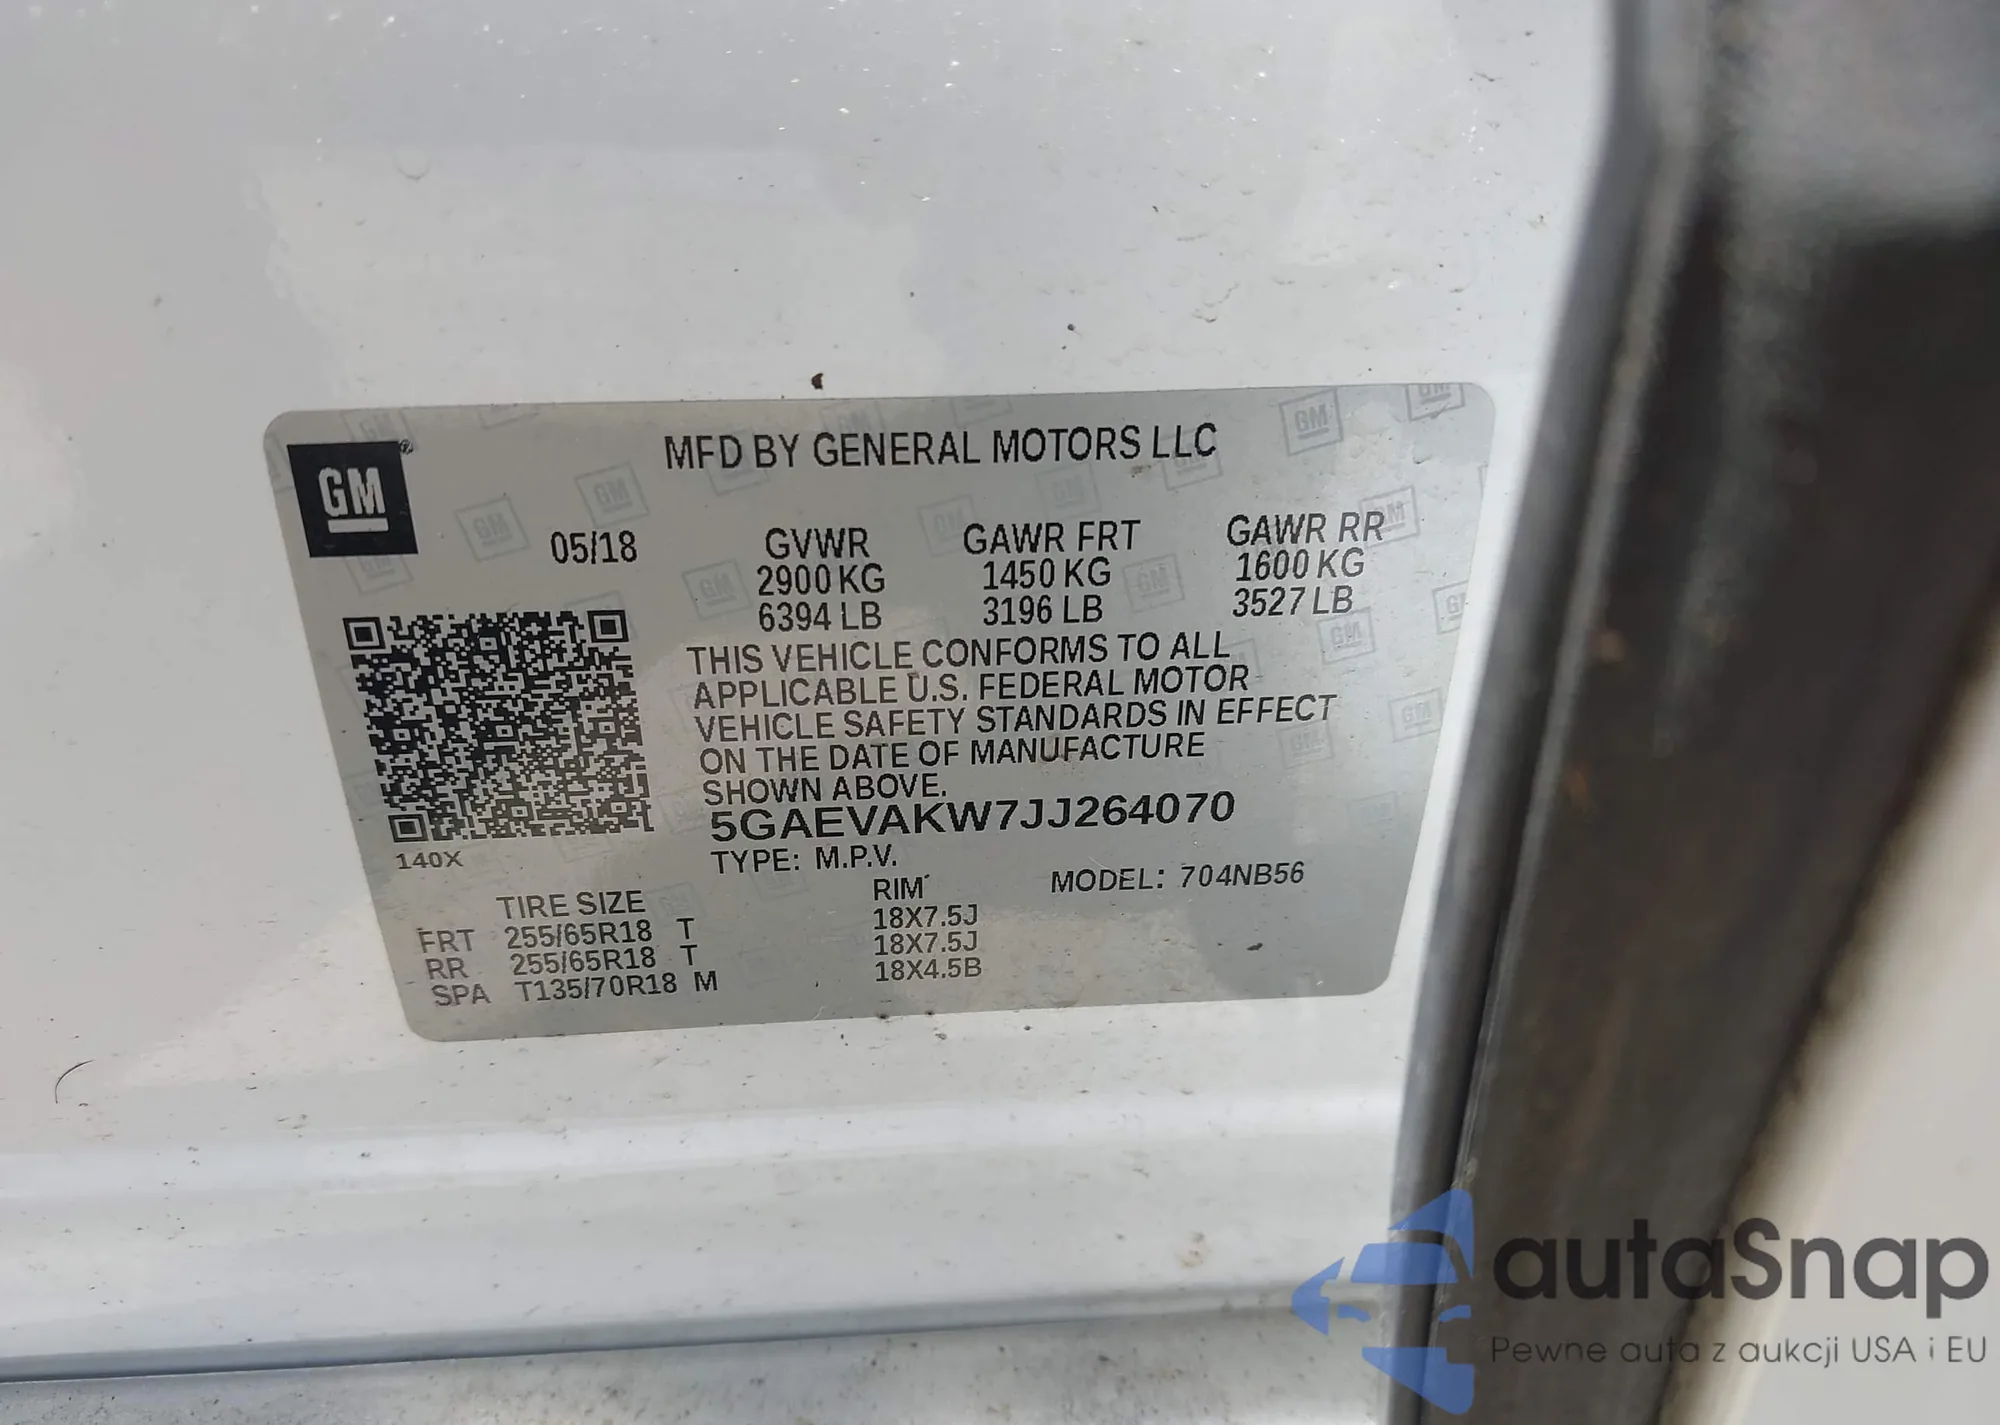 GM
MFD BY GENERAL MOTORS LLC
05/18 GVWR GAWR FRT GAWR RR
2900 KG 1450 KG 1600 KG
6394 LB 3196 LB 3527 LB
THIS VEHICLE CONFORMS TO ALL
APPLICABLE U.S. FEDERAL MOTOR
VEHICLE SAFETY STANDARDS IN EFFECT
ON THE DATE OF MANUFACTURE
SHOWN ABOVE.
5GAEVAKW7JJ264070
140X
TYPE: M.P.V. MODEL: 704NB56
TIRE SIZE RIM
FRT 255/65R18 T 18X7.5J
RR 255/65R18 T 18X7.5J
SPA T135/70R18 M 18X4.5B
autaSnap
Pewne auta z aukcji USA i EU